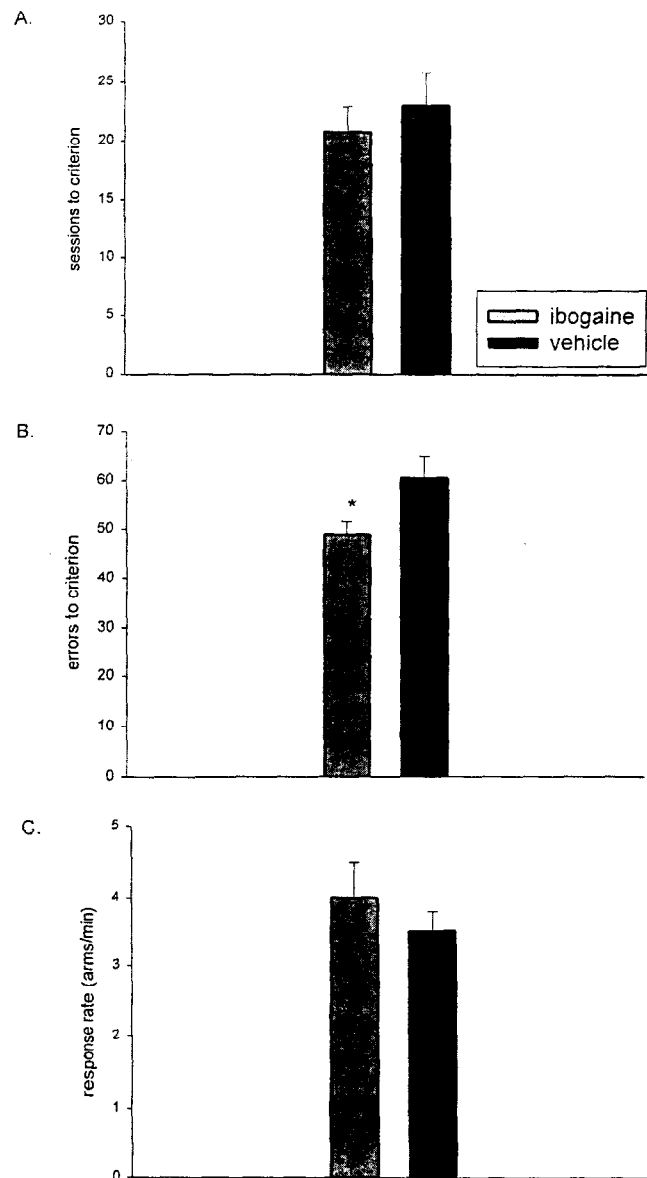 A.
sessions to criterion
30
25
20
15
10
5
0
ibogaine
vehicle
B.
errors to criterion
70
60
50
40
30
20
10
0
*
C.
response rate (arms/min)
5
4
3
2
1
0